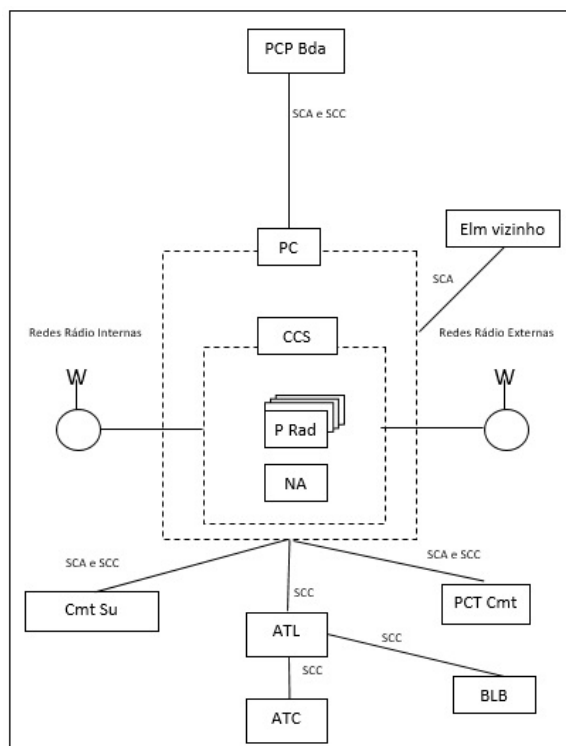 PCP Bda
SCA e SCC
PC
Elm vizinho
SCA
Redes Rádio Internas
Redes Rádio Externas
CCS
W
W
P Rad
NA
SCA e SCC
SCA e SCC
SCC
Cmt Su
PCT Cmt
ATL
SCC
SCC
BLB
ATC